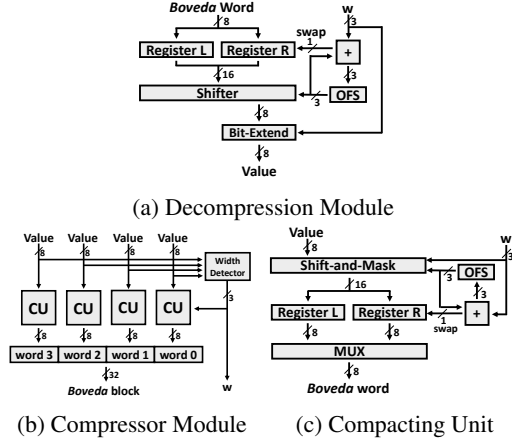 Boveda Word
8
w
3
swap
1
Register L
Register R
+
16
3
Shifter
3
OFS
8
Bit-Extend
8
Value
(a) Decompression Module
Value
Value
Value
Value
8
8
8
8
Width
Detector
3
CU
CU
CU
CU
8
8
8
8
word 3
word 2
word 1
word 0
32
Boveda block
w
(b) Compressor Module
Value
8
w
3
Shift-and-Mask
3
OFS
16
3
Register L
Register R
1
swap
+
8
8
MUX
8
Boveda word
(c) Compacting Unit